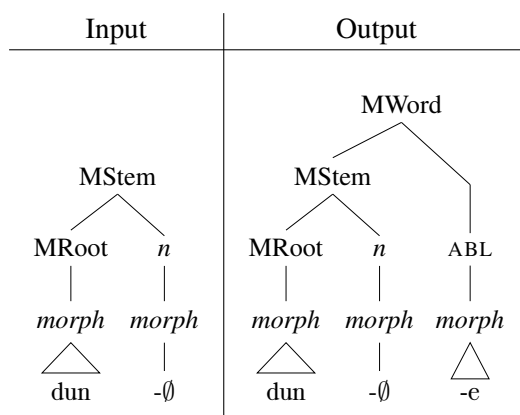 Input Output
MWord
MStem MStem
MRoot n MRoot n ABL
morph morph morph morph morph
dun -∅ dun -∅ -e